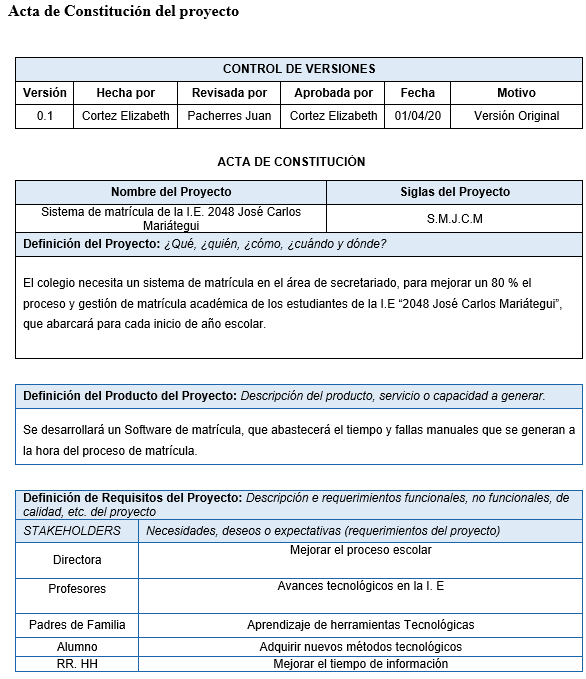 Acta de Constitución del proyecto
CONTROL DE VERSIONES
Versión Hecha por Revisada por Aprobada por Fecha Motivo
0.1 Cortez Elizabeth Pacherres Juan Cortez Elizabeth 01/04/20 Versión Original
ACTA DE CONSTITUCIÓN
Nombre del Proyecto Siglas del Proyecto
Sistema de matrícula de la I.E. 2048 José Carlos
Mariátegui
S.M.J.C.M
Definición del Proyecto: ¿Qué, ¿quién, ¿cómo, ¿cuándo y dónde?
El colegio necesita un sistema de matrícula en el área de secretariado, para mejorar un 80 % el
proceso y gestión de matrícula académica de los estudiantes de la I.E “2048 José Carlos Mariátegui”,
que abarcará para cada inicio de año escolar.
Definición del Producto del Proyecto: Descripción del producto, servicio o capacidad a generar.
Se desarrollará un Software de matrícula, que abastecerá el tiempo y fallas manuales que se generan a
la hora del proceso de matrícula.
Definición de Requisitos del Proyecto: Descripción e requerimientos funcionales, no funcionales, de
calidad, etc. del proyecto
STAKEHOLDERS Necesidades, deseos o expectativas (requerimientos del proyecto)
Directora Mejorar el proceso escolar
Profesores Avances tecnológicos en la I. E
Padres de Familia Aprendizaje de herramientas Tecnológicas
Alumno Adquirir nuevos métodos tecnológicos
RR. HH Mejorar el tiempo de información